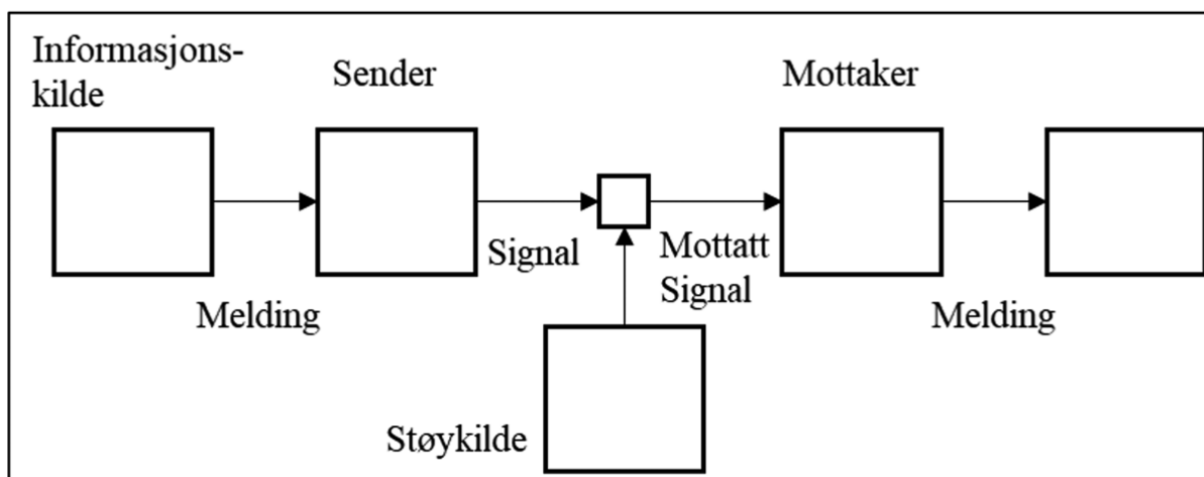 Informasjons-
kilde
Sender
Mottaker
Signal
Mottatt
Signal
Melding
Melding
Støykilde